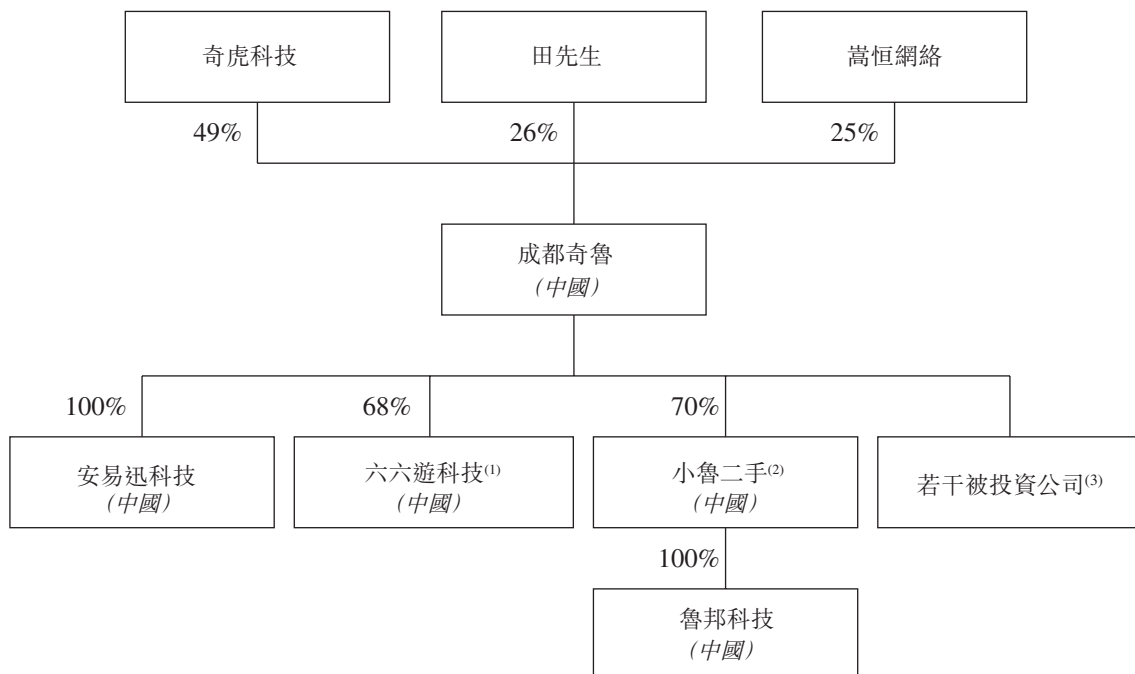 奇虎科技
田先生
嵩恒網絡
49%
26%
25%
成都奇魯
(中國)
100%
68%
70%
安易迅科技
(中國)
六六遊科技(1)
(中國)
小魯二手(2)
(中國)
若干被投資公司(3)
100%
魯邦科技
(中國)